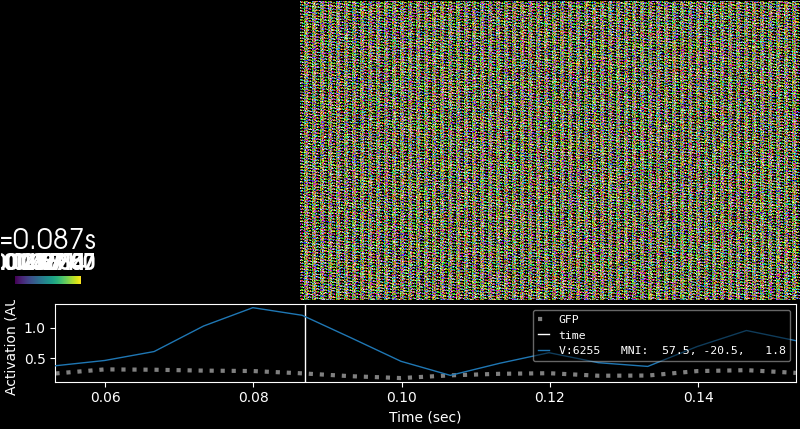 =0.087s
Activation (AU
1.0
0.5
GFP
time
V:6255 MNI: 57.5, -20.5, 1.8
0.06 0.08 0.10 0.12 0.14
Time (sec)